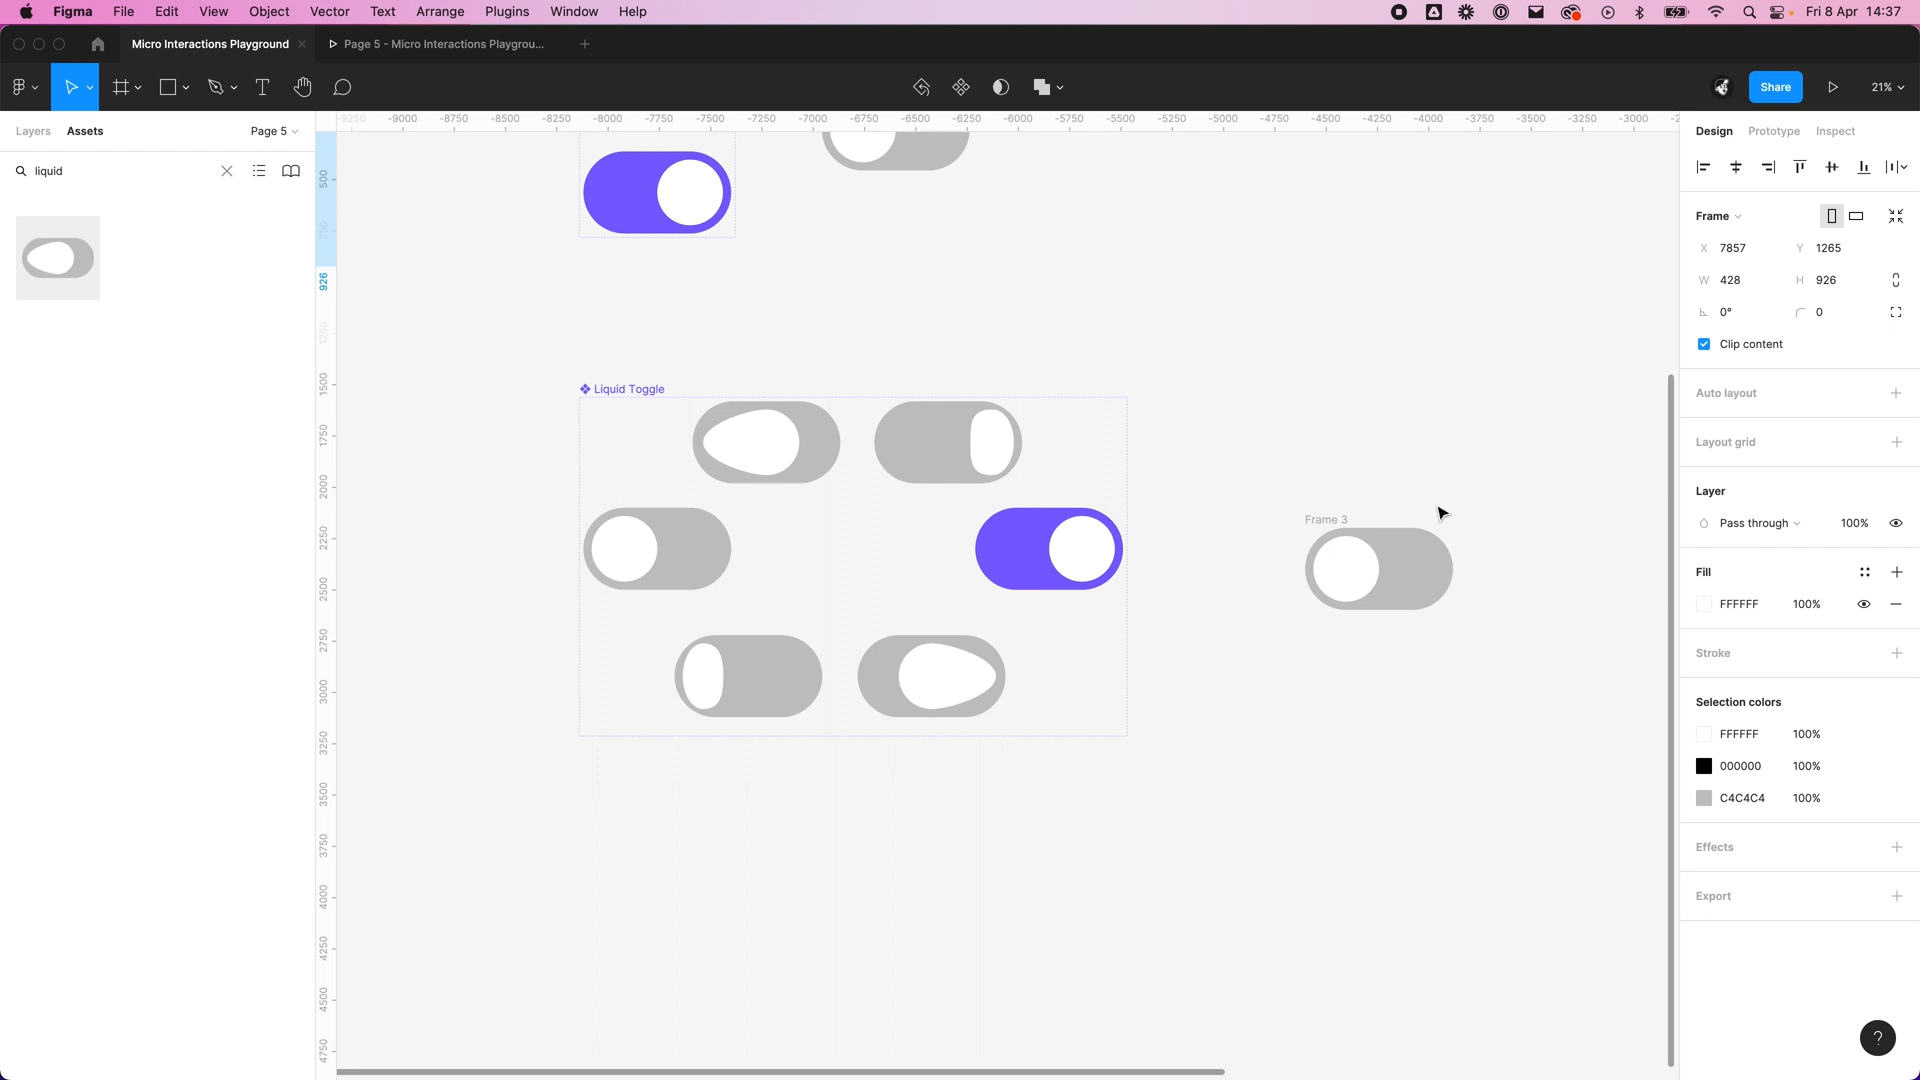 Figma File Edit View Object Vector Text Arrange Plugins Window Help Fri 8 Apr 14:37
Micro Interactions Playground Page 5 - Micro Interactions Playgrou...
Share 21%
Layers Assets Page 5
liquid
-9250 -9000 -8750 -8500 -8250 -8000 -7750 -7500 -7250 -7000 -6750 -6500 -6250 -6000 -5750 -5500 -5250 -5000 -4750 -4500 -4250 -4000 -3750 -3500 -3250 -3000
500
750
926
1250
1500
1750
2000
2250
2500
2750
3000
3250
3500
3750
4000
4250
4500
4750
Liquid Toggle
Frame 3
Design Prototype Inspect
Frame
X 7857 Y 1265
W 428 H 926
0° 0
Clip content
Auto layout
Layout grid
Layer
Pass through 100%
Fill
FFFFFF 100%
Stroke
Selection colors
FFFFFF 100%
000000 100%
C4C4C4 100%
Effects
Export
?